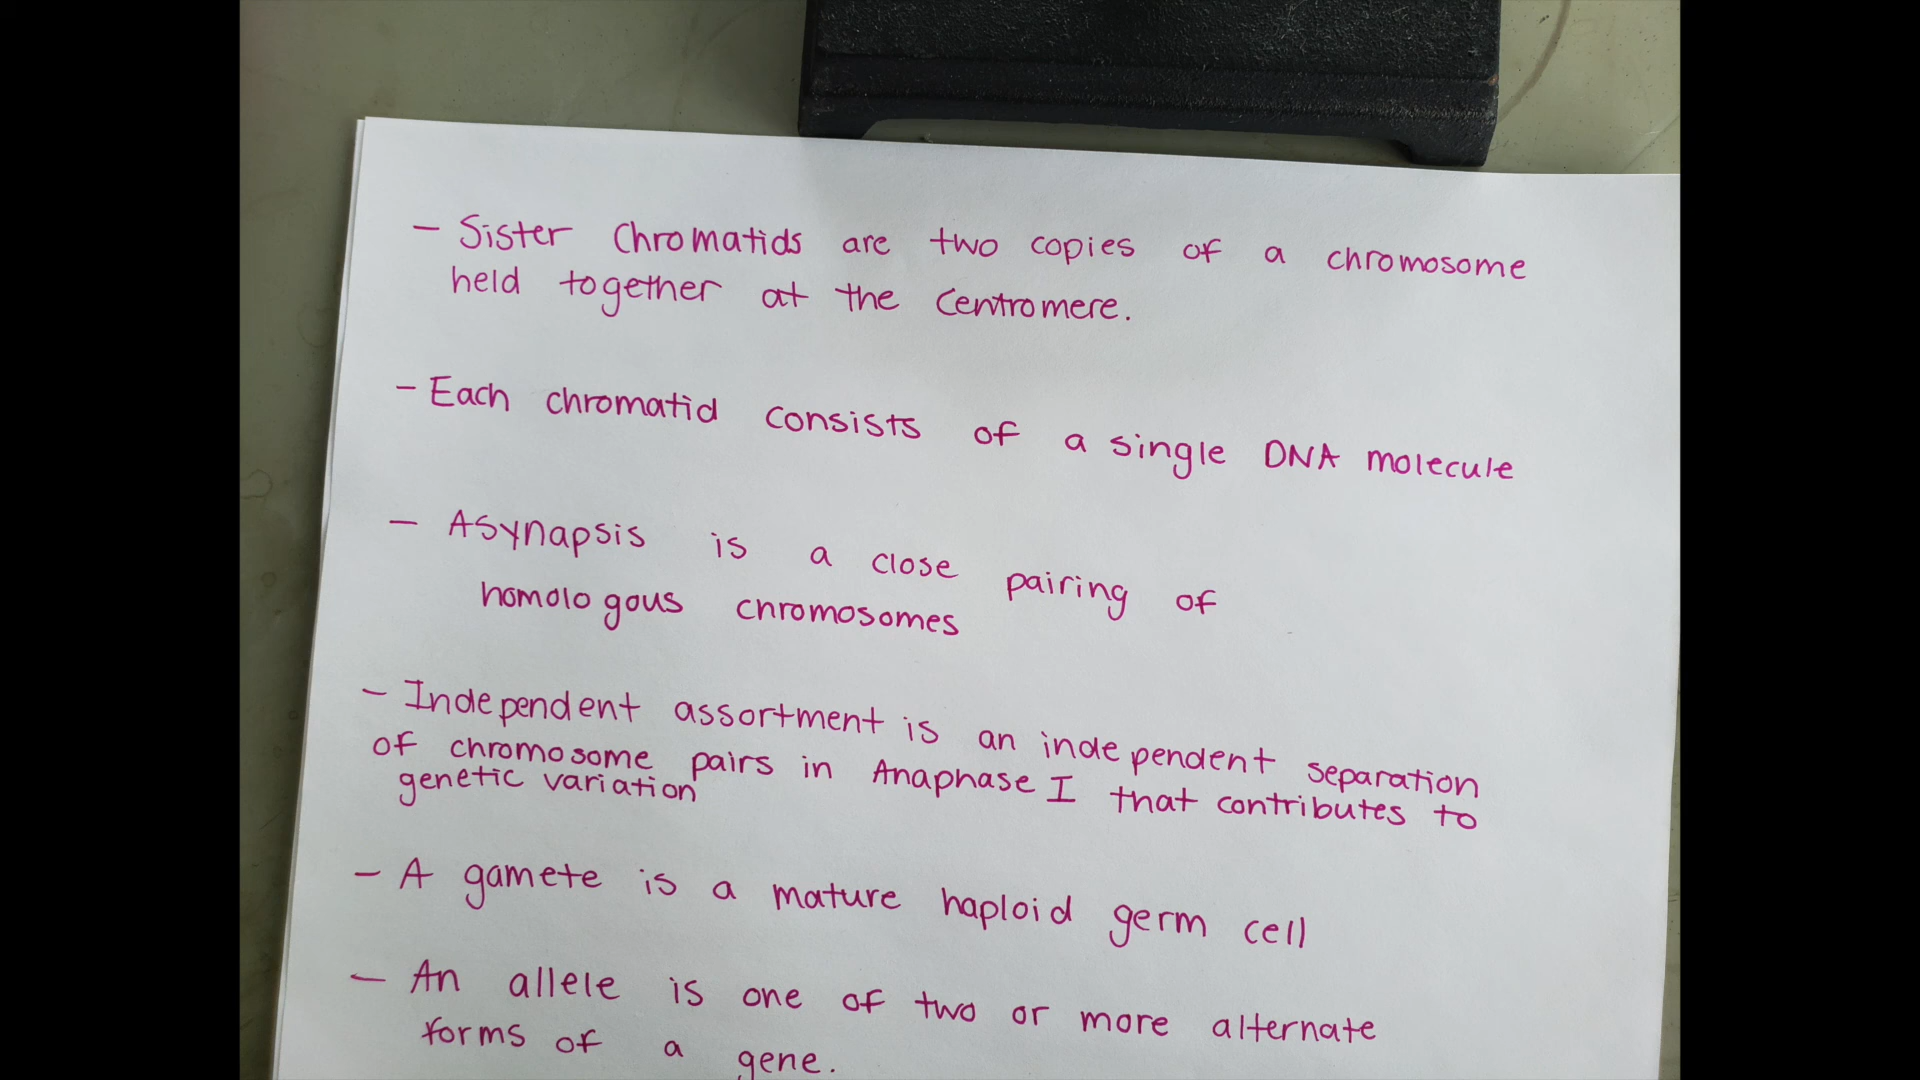 - Sister Chromatids are two copies of a chromosome
held together at the Centromere.
- Each chromatid consists of a single DNA molecule
- Asynapsis is a close pairing of
homologous chromosomes
- Independent assortment is an independent separation
of chromosome pairs in Anaphase I that contributes to
genetic variation
- A gamete is a mature haploid germ cell
- An allele is one of two or more alternate
forms of a gene.